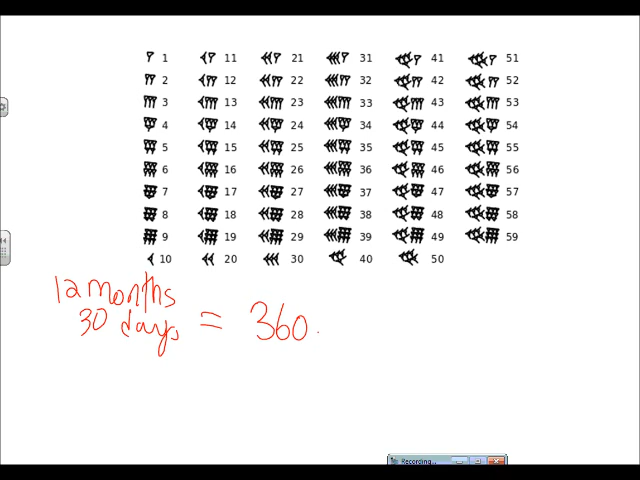 1 11 21 31 41 51
2 12 22 32 42 52
3 13 23 33 43 53
4 14 24 34 44 54
5 15 25 35 45 55
6 16 26 36 46 56
7 17 27 37 47 57
8 18 28 38 48 58
9 19 29 39 49 59
10 20 30 40 50
12 months
30 days = 360.
Recording...